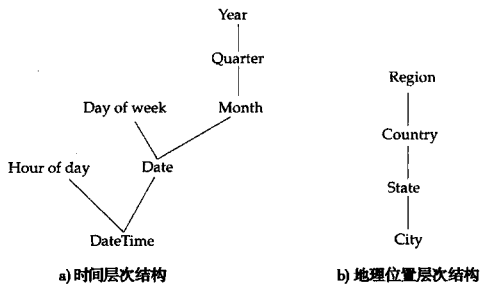 Year
Quarter
Day of week
Month
Hour of day
Date
DateTime
a) 时间层次结构
Region
Country
State
City
b) 地理位置层次结构